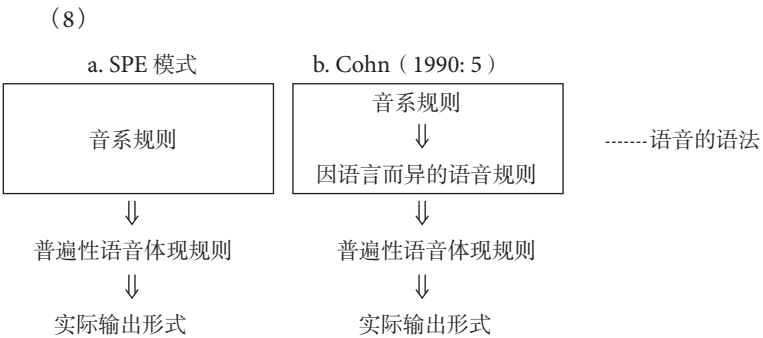 （8）
a. SPE 模式 b. Cohn（1990: 5）
音系规则
音系规则 语音的语法
⇓
因语言而异的语音规则
⇓ ⇓
普遍性语音体现规则 普遍性语音体现规则
⇓ ⇓
实际输出形式 实际输出形式